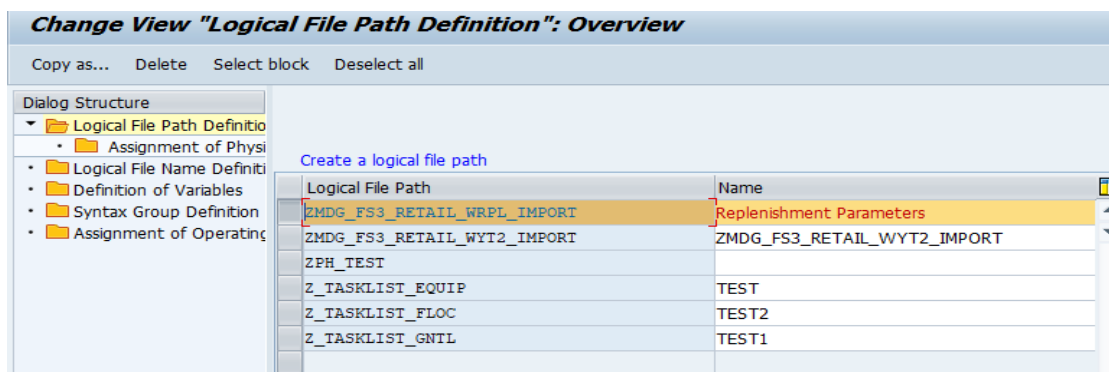 Change View "Logical File Path Definition": Overview
Copy as... Delete Select block Deselect all
Dialog Structure
Logical File Path Definitio
Assignment of Physi
Logical File Name Definiti
Definition of Variables
Syntax Group Definition
Assignment of Operating
Create a logical file path
Logical File Path Name
ZMDG_FS3_RETAIL_WRPL_IMPORT Replenishment Parameters
ZMDG_FS3_RETAIL_WYT2_IMPORT ZMDG_FS3_RETAIL_WYT2_IMPORT
ZPH_TEST
Z_TASKLIST_EQUIP TEST
Z_TASKLIST_FLOC TEST2
Z_TASKLIST_GNTL TEST1